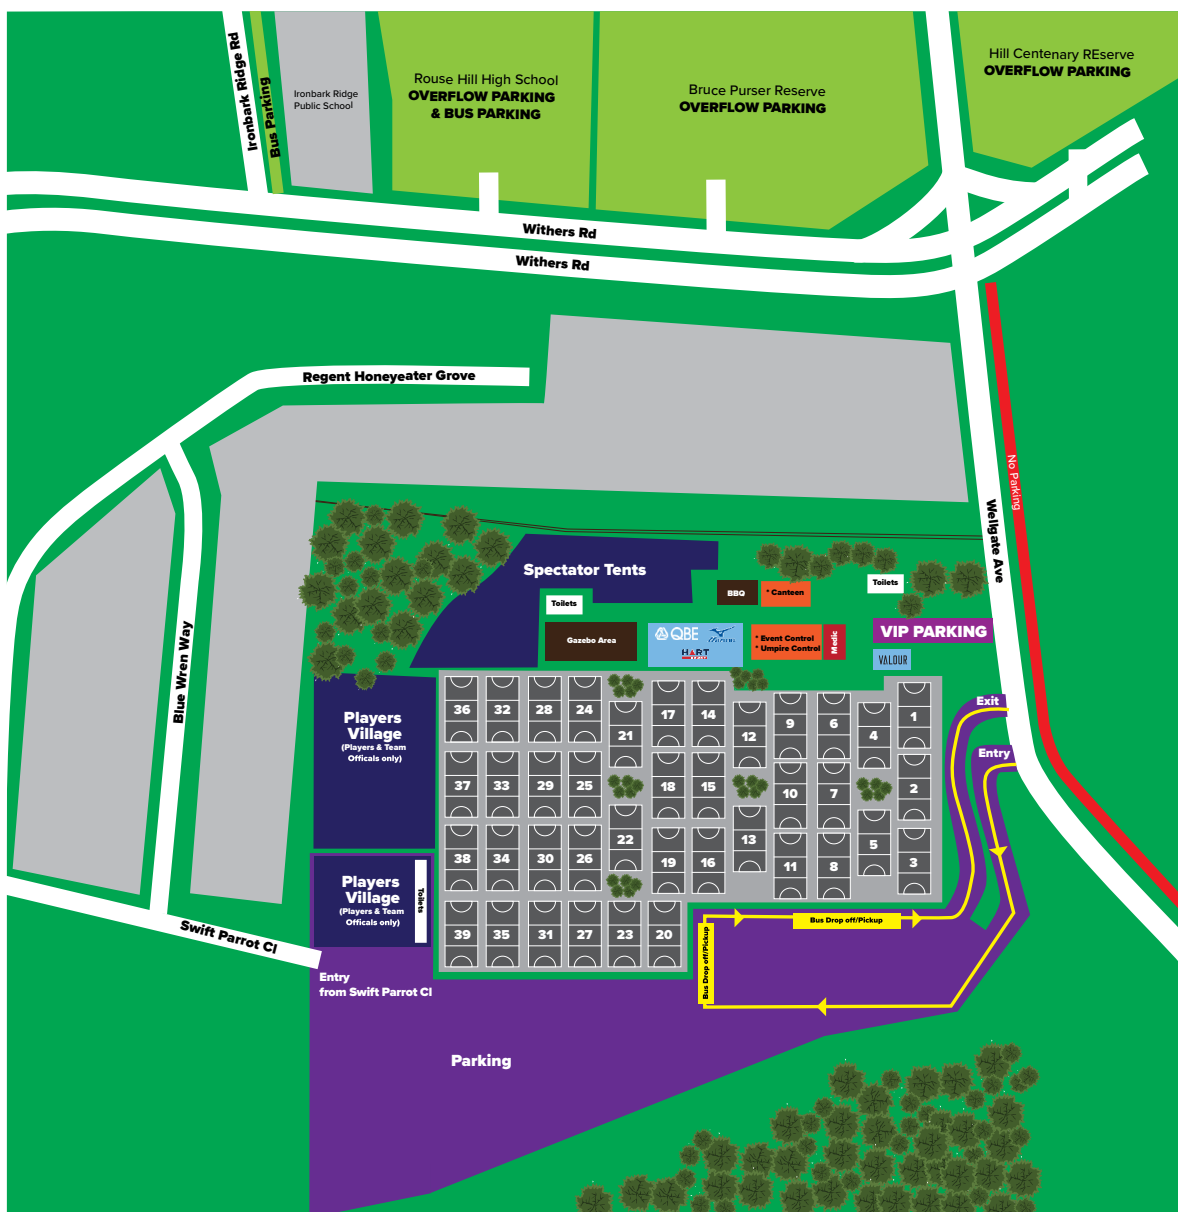 Hill Centenary REserve
OVERFLOW PARKING
Rouse Hill High School
OVERFLOW PARKING
& BUS PARKING
Bruce Purser Reserve
OVERFLOW PARKING
Ironbark Ridge
Public School
Ironbark Ridge Rd
Bus Parking
Withers Rd
Withers Rd
Regent Honeyeater Grove
No Parking
Wellgate Ave
Spectator Tents
Toilets
BBQ
* Canteen
Toilets
Gazebo Area
QBE
MIZUNO
HART
SPORT
* Event Control
* Umpire Control
Medic
VIP PARKING
VALOUR
Blue Wren Way
Players
Village
(Players & Team
Officals only)
36 32 28 24 21 17 14 12 9 6 4 1
Exit
Entry
37 33 29 25 18 15 10 7 2
38 34 30 26 22 19 16 13 11 8 5 3
Players
Village
(Players & Team
Officals only)
Toilets
39 35 31 27 23 20
Bus Drop off/Pickup
Bus Drop off/Pickup
Swift Parrot Cl
Entry
from Swift Parrot Cl
Parking